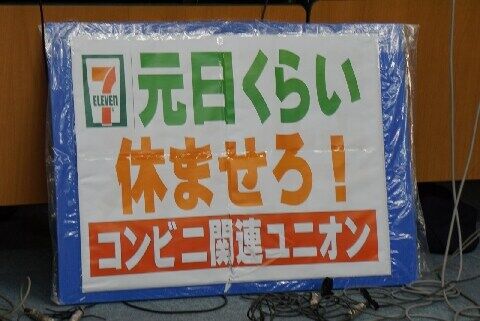 7
ELEVEn
元日くらい
休ませろ！
コンビニ関連ユニオン